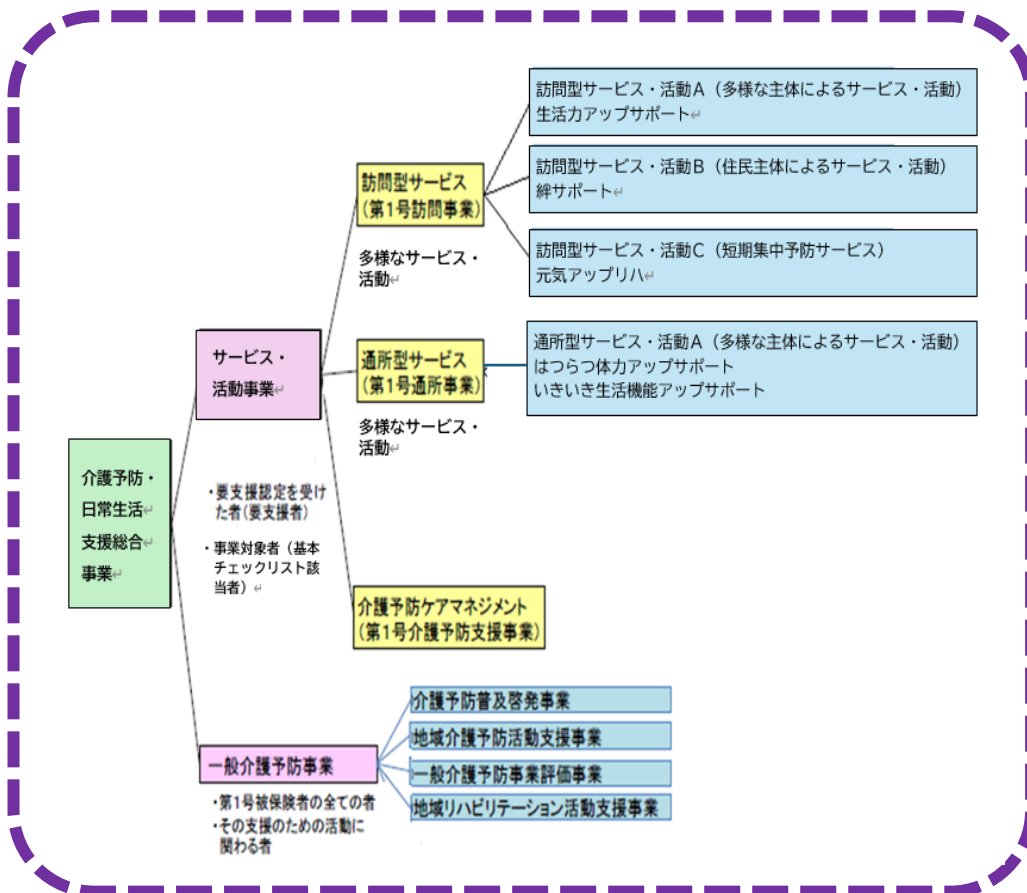 介護予防・
日常生活↵
支援総合↵
事業↵
サービス・
活動事業↵
・要支援認定を受け
た者(要支援者)
・事業対象者（基本
チェックリスト該
当者）↵
訪問型サービス
(第1号訪問事業)
多様なサービス・
活動↵
訪問型サービス・活動A（多様な主体によるサービス・活動）
生活力アップサポート↵
訪問型サービス・活動B（住民主体によるサービス・活動）
絆サポート↵
訪問型サービス・活動C（短期集中予防サービス）
元気アップリハ↵
通所型サービス
(第1号通所事業)
多様なサービス・
活動↵
通所型サービス・活動A（多様な主体によるサービス・活動）
はつらつ体力アップサポート
いきいき生活機能アップサポート
介護予防ケアマネジメント
(第1号介護予防支援事業)
一般介護予防事業
・第1号被保険者の全ての者
・その支援のための活動に
関わる者
介護予防普及啓発事業
地域介護予防活動支援事業
一般介護予防事業評価事業
地域リハビリテーション活動支援事業